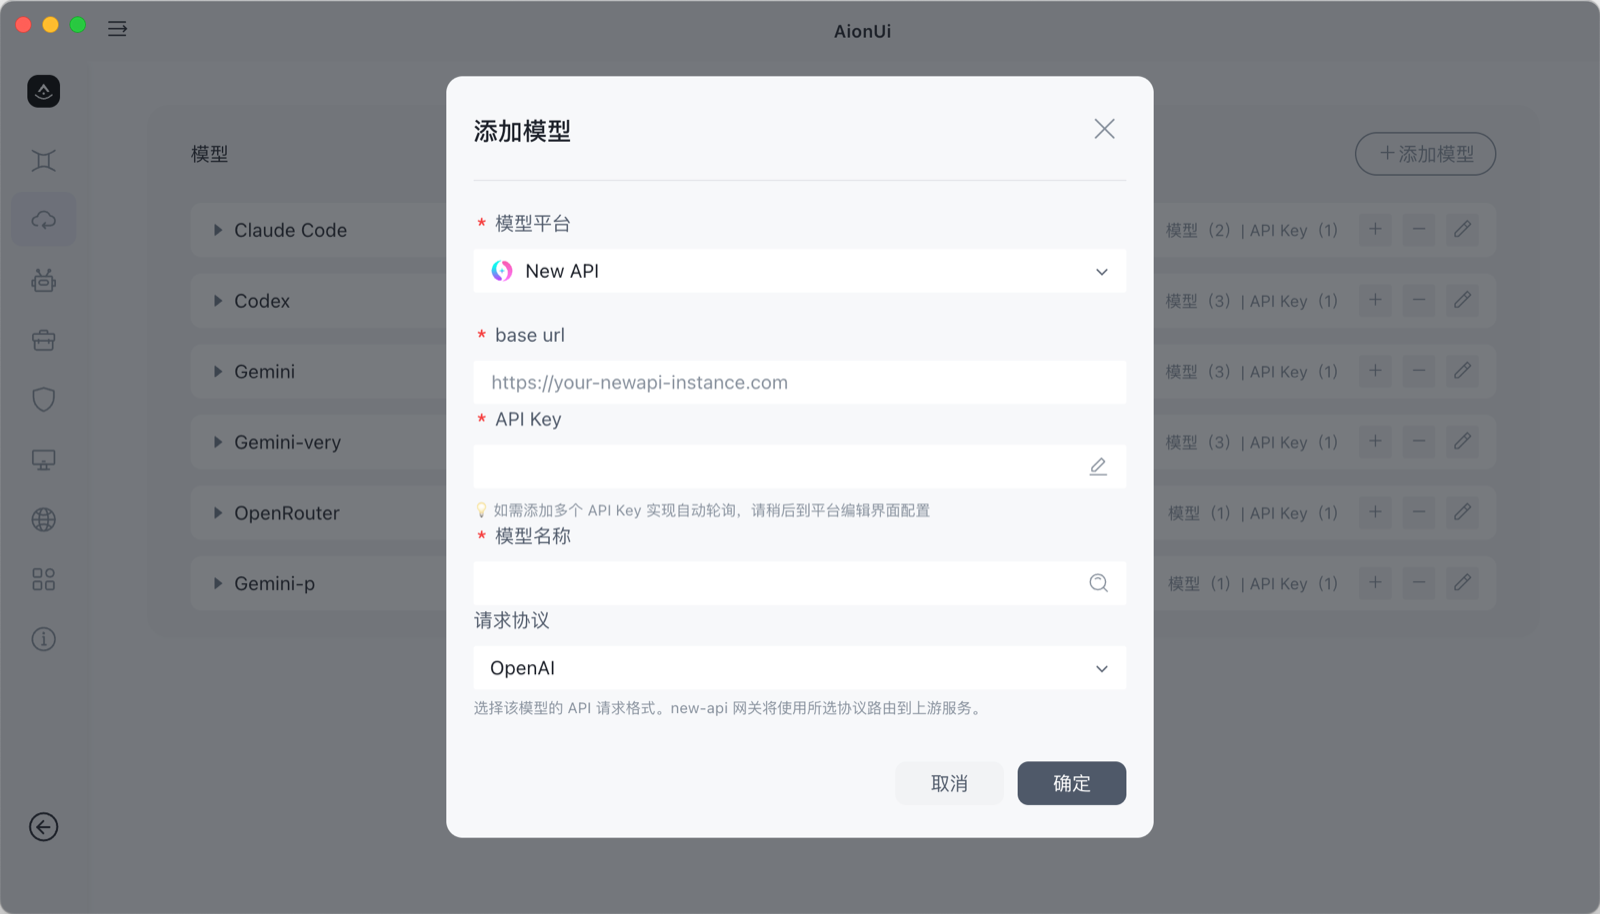 AionUi
模型
+添加模型
Claude Code
模型（2）| API Key（1）
Codex
模型（3）| API Key（1）
Gemini
模型（3）| API Key（1）
Gemini-very
模型（3）| API Key（1）
OpenRouter
模型（1）| API Key（1）
Gemini-p
模型（1）| API Key（1）
添加模型
* 模型平台
New API
* base url
https://your-newapi-instance.com
* API Key
如需添加多个 API Key 实现自动轮询，请稍后到平台编辑界面配置
* 模型名称
请求协议
OpenAI
选择该模型的 API 请求格式。new-api 网关将使用所选协议路由到上游服务。
取消
确定